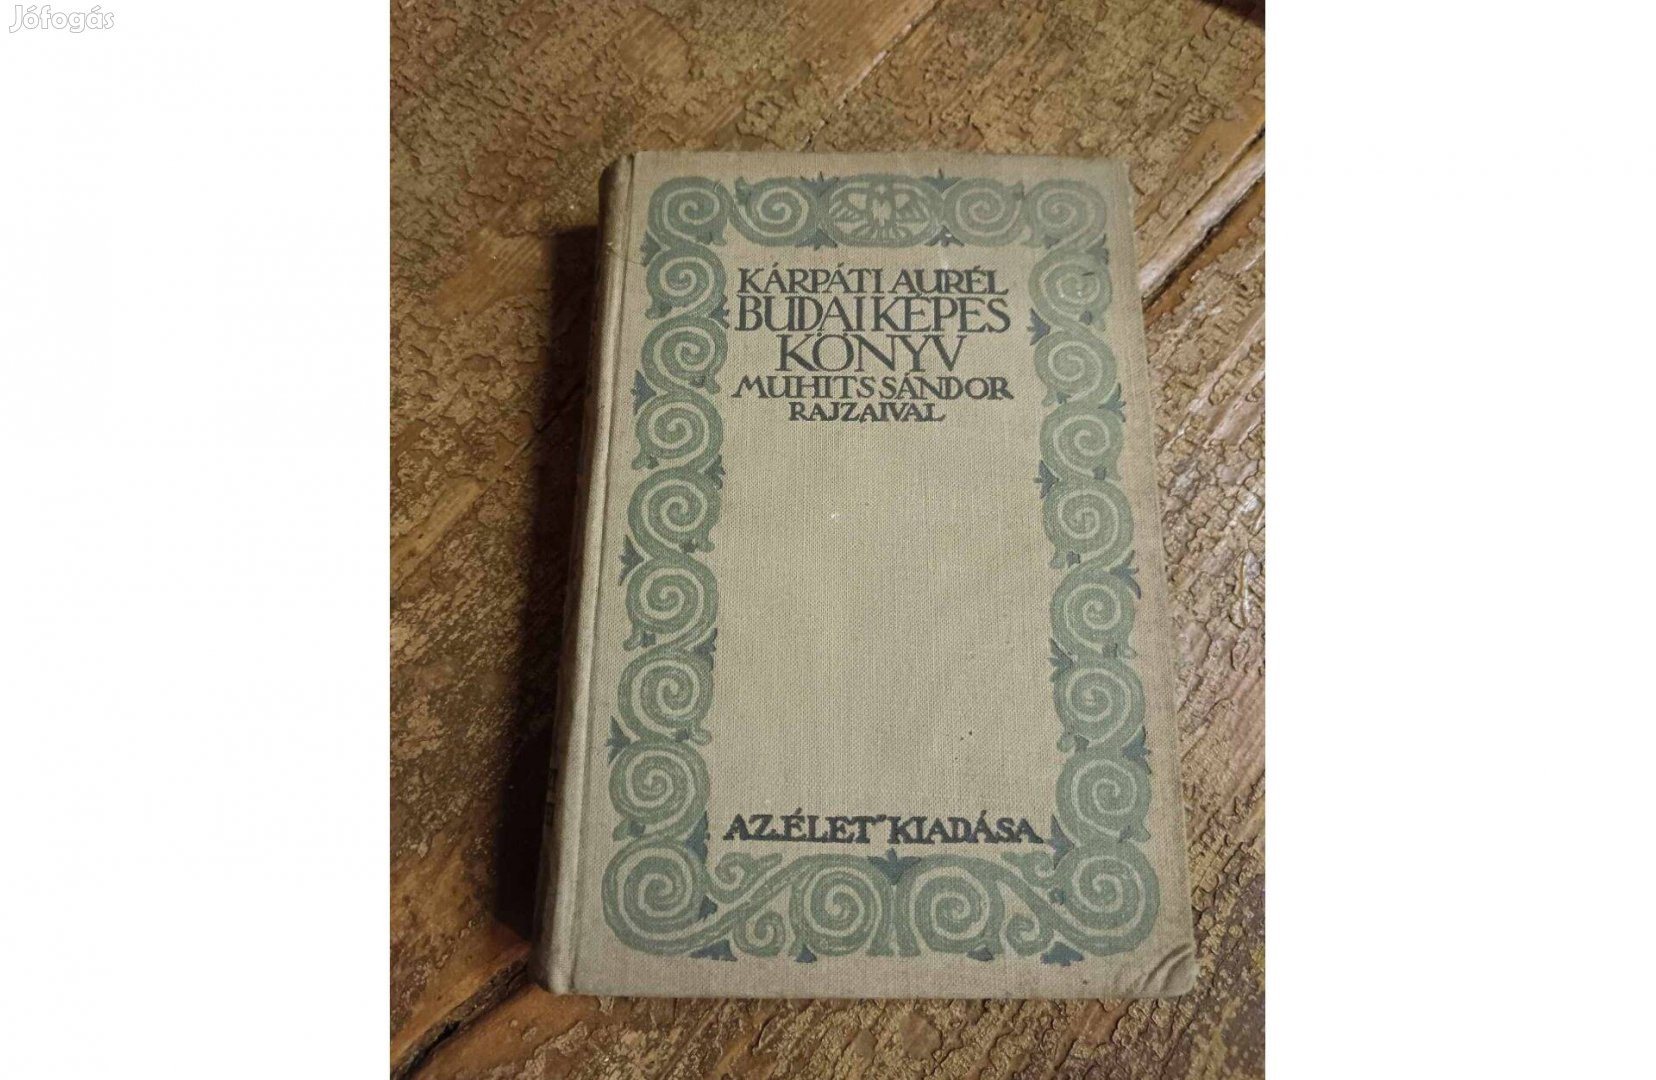 Jófogás
KÁRPÁTI AURÉL
BUDAI KÉPES
KÖNYV
MUHITS SÁNDOR
RAJZAIVAL
AZ „ÉLET” KIADÁSA